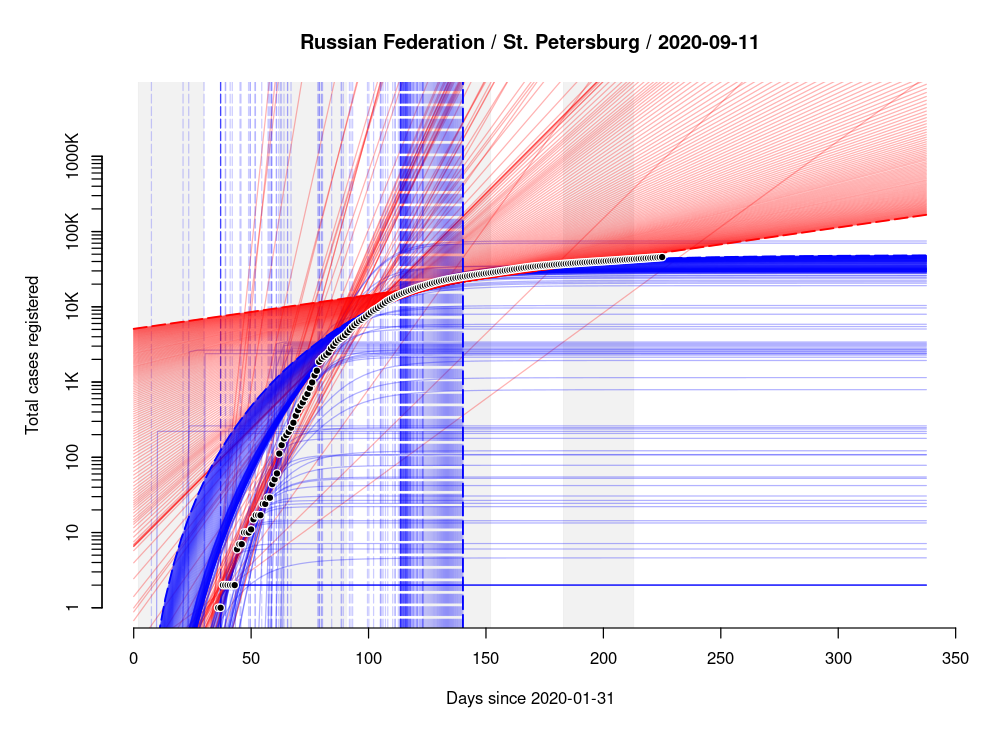 Russian Federation / St. Petersburg / 2020-09-11
Total cases registered
1000K
100K
10K
1K
100
10
1
0 50 100 150 200 250 300 350
Days since 2020-01-31